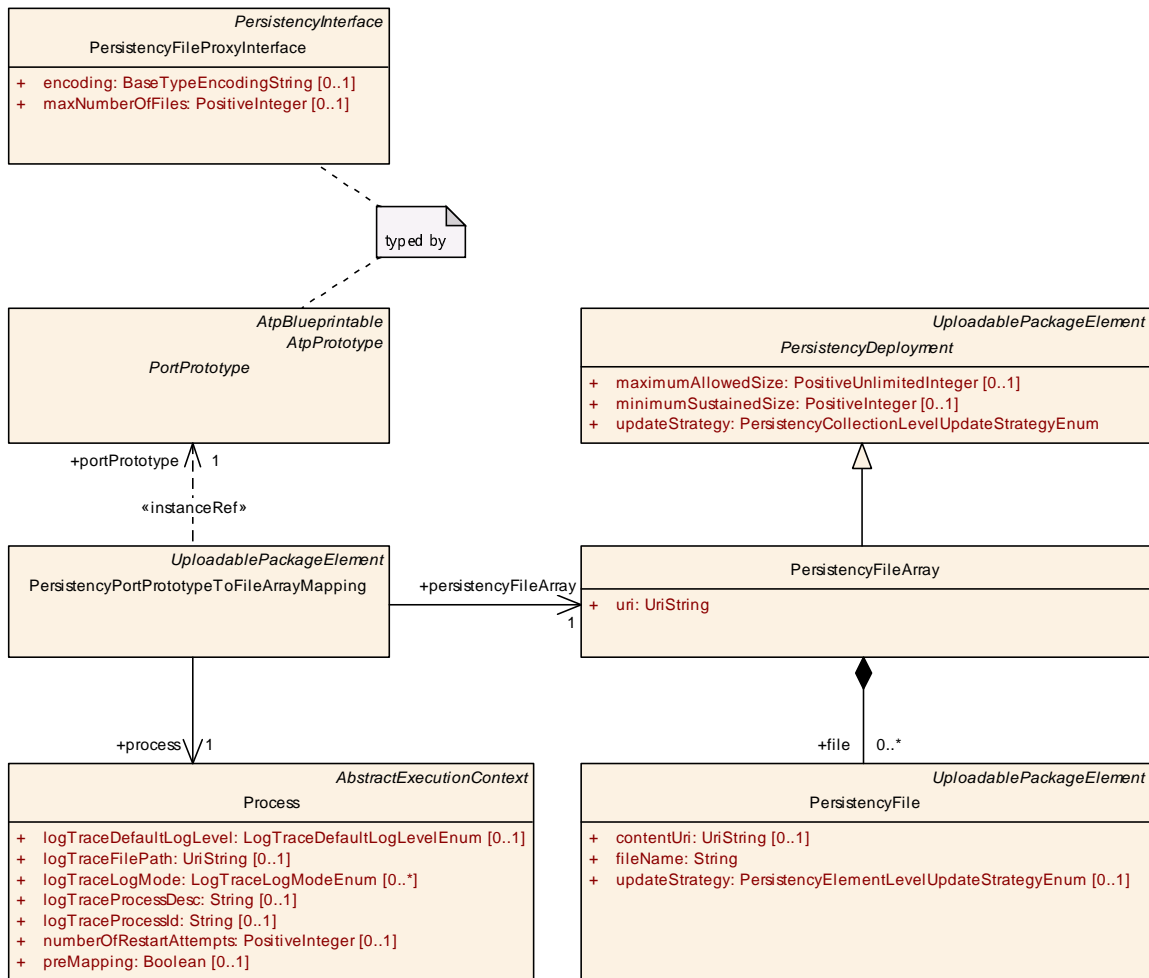 PersistencyInterface
PersistencyFileProxyInterface
+ encoding: BaseTypeEncodingString [0..1]
+ maxNumberOfFiles: PositiveInteger [0..1]
typed by
AtpBlueprintable
AtpPrototype
PortPrototype
UploadablePackageElement
PersistencyDeployment
+ maximumAllowedSize: PositiveUnlimitedInteger [0..1]
+ minimumSustainedSize: PositiveInteger [0..1]
+ updateStrategy: PersistencyCollectionLevelUpdateStrategyEnum
+portPrototype 1
«instanceRef»
UploadablePackageElement
PersistencyPortPrototypeToFileArrayMapping
+persistencyFileArray
1
PersistencyFileArray
+ uri: UriString
+process 1
+file 0..*
AbstractExecutionContext
Process
+ logTraceDefaultLogLevel: LogTraceDefaultLogLevelEnum [0..1]
+ logTraceFilePath: UriString [0..1]
+ logTraceLogMode: LogTraceLogModeEnum [0..*]
+ logTraceProcessDesc: String [0..1]
+ logTraceProcessId: String [0..1]
+ numberOfRestartAttempts: PositiveInteger [0..1]
+ preMapping: Boolean [0..1]
UploadablePackageElement
PersistencyFile
+ contentUri: UriString [0..1]
+ fileName: String
+ updateStrategy: PersistencyElementLevelUpdateStrategyEnum [0..1]